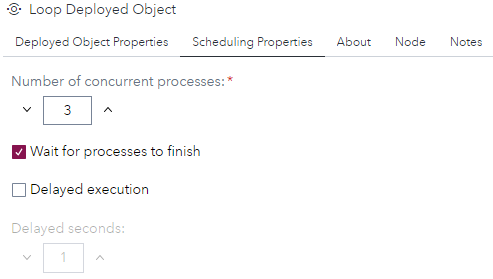 Loop Deployed Object
Deployed Object Properties Scheduling Properties About Node Notes
Number of concurrent processes:*
3
Wait for processes to finish
Delayed execution
Delayed seconds:
1